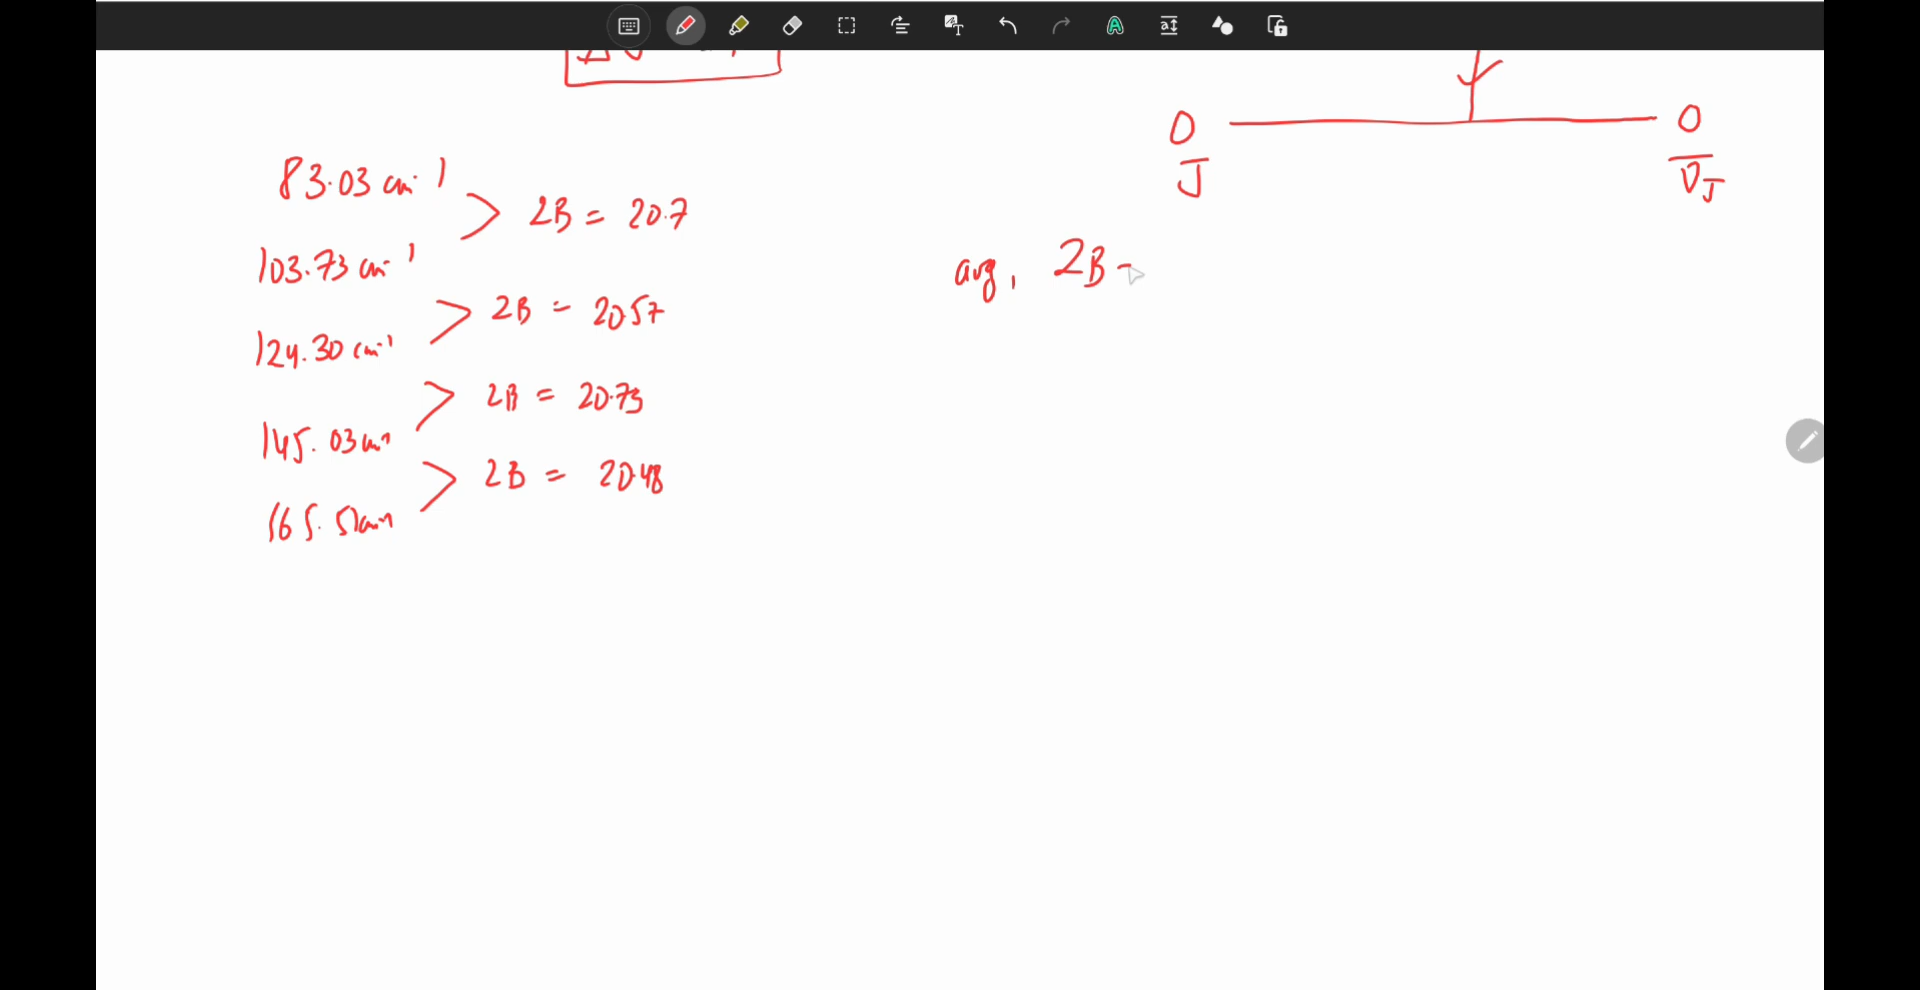 83.03 cm-1
2B = 20.7
103.73 cm-1
2B = 20.57
124.30 cm-1
2B = 20.73
145.03 cm-1
2B = 20.48
165.51 cm-1
0
J
0
ῡJ
avg, 2B -